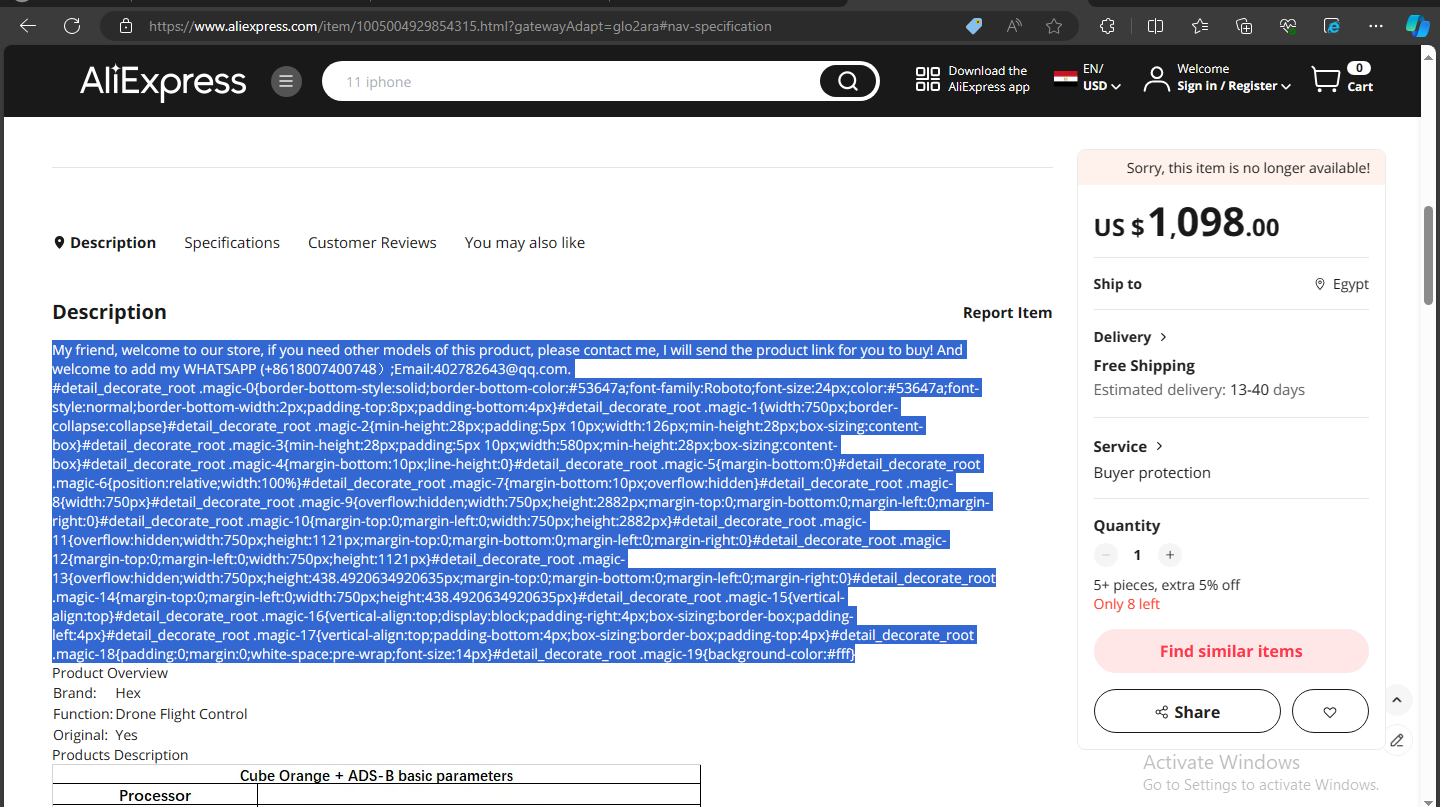 https://www.aliexpress.com/item/1005004929854315.html?gatewayAdapt=glo2ara#nav-specification
AliExpress
11 iphone
Download the
AliExpress app
EN/
USD
Welcome
Sign in / Register
0
Cart
Description
Specifications
Customer Reviews
You may also like
Description
Report Item
My friend, welcome to our store, if you need other models of this product, please contact me, I will send the product link for you to buy! And
welcome to add my WHATSAPP (+8618007400748）;Email:402782643@qq.com.
#detail_decorate_root .magic-0{border-bottom-style:solid;border-bottom-color:#53647a;font-family:Roboto;font-size:24px;color:#53647a;font-
style:normal;border-bottom-width:2px;padding-top:8px;padding-bottom:4px}#detail_decorate_root .magic-1{width:750px;border-
collapse:collapse}#detail_decorate_root .magic-2{min-height:28px;padding:5px 10px;width:126px;min-height:28px;box-sizing:content-
box}#detail_decorate_root .magic-3{min-height:28px;padding:5px 10px;width:580px;min-height:28px;box-sizing:content-
box}#detail_decorate_root .magic-4{margin-bottom:10px;line-height:0}#detail_decorate_root .magic-5{margin-bottom:0}#detail_decorate_root
.magic-6{position:relative;width:100%}#detail_decorate_root .magic-7{margin-bottom:10px;overflow:hidden}#detail_decorate_root .magic-
8{width:750px}#detail_decorate_root .magic-9{overflow:hidden;width:750px;height:2882px;margin-top:0;margin-bottom:0;margin-left:0;margin-
right:0}#detail_decorate_root .magic-10{margin-top:0;margin-left:0;width:750px;height:2882px}#detail_decorate_root .magic-
11{overflow:hidden;width:750px;height:1121px;margin-top:0;margin-bottom:0;margin-left:0;margin-right:0}#detail_decorate_root .magic-
12{margin-top:0;margin-left:0;width:750px;height:1121px}#detail_decorate_root .magic-
13{overflow:hidden;width:750px;height:438.4920634920635px;margin-top:0;margin-bottom:0;margin-left:0;margin-right:0}#detail_decorate_root
.magic-14{margin-top:0;margin-left:0;width:750px;height:438.4920634920635px}#detail_decorate_root .magic-15{vertical-
align:top}#detail_decorate_root .magic-16{vertical-align:top;display:block;padding-right:4px;box-sizing:border-box;padding-
left:4px}#detail_decorate_root .magic-17{vertical-align:top;padding-bottom:4px;box-sizing:border-box;padding-top:4px}#detail_decorate_root
.magic-18{padding:0;margin:0;white-space:pre-wrap;font-size:14px}#detail_decorate_root .magic-19{background-color:#fff}
Product Overview
Brand: Hex
Function: Drone Flight Control
Original: Yes
Products Description
Cube Orange + ADS-B basic parameters
Processor
Sorry, this item is no longer available!
US $1,098.00
Ship to
Egypt
Delivery
Free Shipping
Estimated delivery: 13-40 days
Service
Buyer protection
Quantity
1
5+ pieces, extra 5% off
Only 8 left
Find similar items
Share
Activate Windows
Go to Settings to activate Windows.